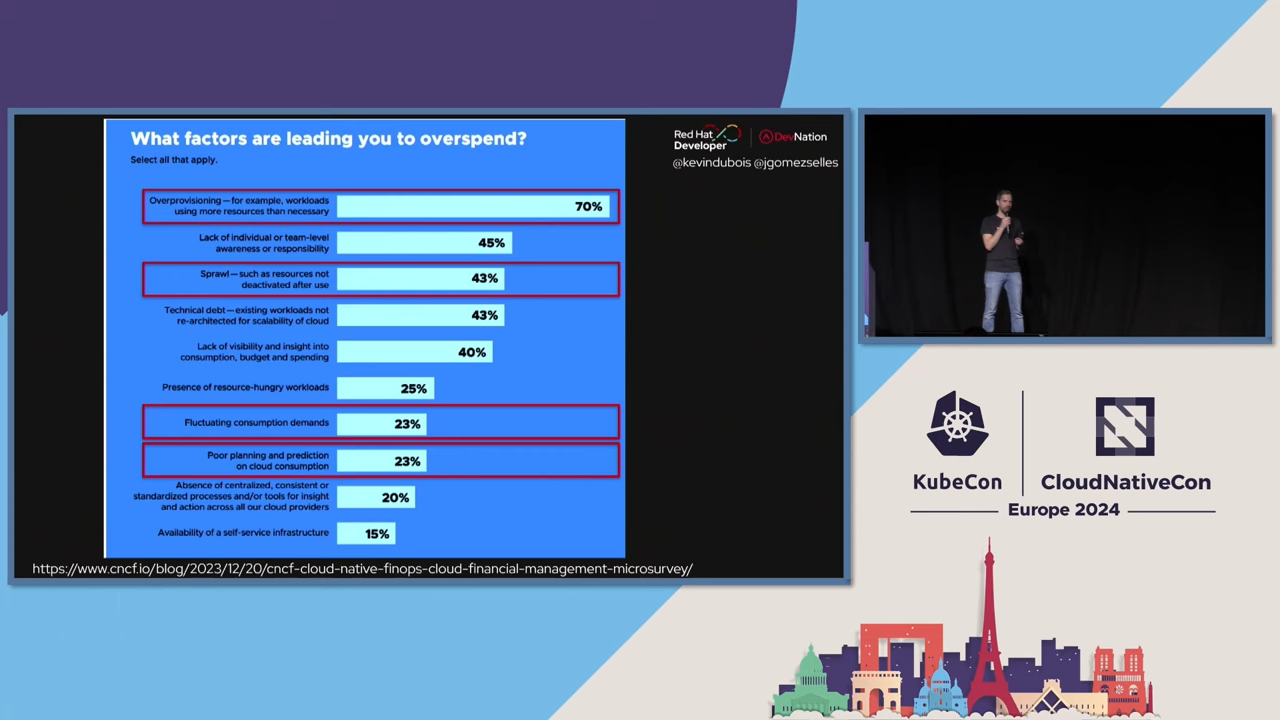 What factors are leading you to overspend?
Select all that apply.
Overprovisioning — for example, workloads
using more resources than necessary
70%
Lack of individual or team-level
awareness or responsibility
45%
Sprawl — such as resources not
deactivated after use
43%
Technical debt — existing workloads not
re-architected for scalability of cloud
43%
Lack of visibility and insight into
consumption, budget and spending
40%
Presence of resource-hungry workloads
25%
Fluctuating consumption demands
23%
Poor planning and prediction
on cloud consumption
23%
Absence of centralized, consistent or
standardized processes and/or tools for insight
and action across all our cloud providers
20%
Availability of a self-service infrastructure
15%
https://www.cncf.io/blog/2023/12/20/cncf-cloud-native-finops-cloud-financial-management-microsurvey/
Red Hat
Developer
DevNation
@kevindubois @jgomezselles
KubeCon
CloudNativeCon
Europe 2024